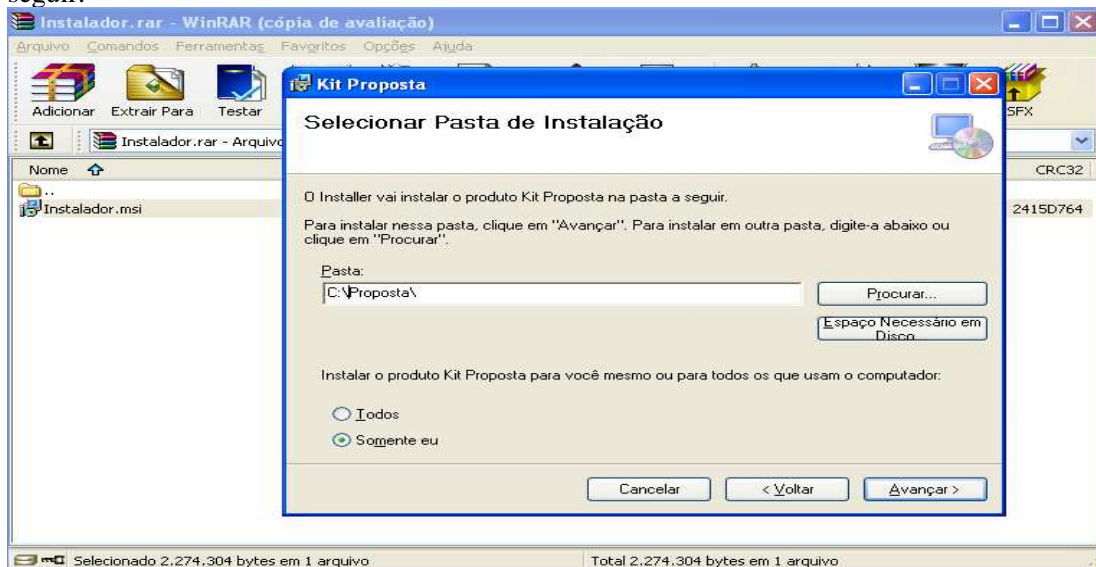 seguir:
Instalador.rar - WinRAR (cópia de avaliação)
Arquivo Comandos Ferramentas Favoritos Opções Ajuda
Adicionar Extrair Para Testar
SFX
Instalador.rar - Arquivo
Nome
CRC32
..
Instalador.msi
2415D764
Kit Proposta
Selecionar Pasta de Instalação
O Installer vai instalar o produto Kit Proposta na pasta a seguir.
Para instalar nessa pasta, clique em "Avançar". Para instalar em outra pasta, digite-a abaixo ou
clique em "Procurar".
Pasta:
C:\Proposta\
Procurar...
Espaço Necessário em
Disco
Instalar o produto Kit Proposta para você mesmo ou para todos os que usam o computador:
Todos
Somente eu
Cancelar < Voltar Avançar >
Selecionado 2.274.304 bytes em 1 arquivo Total 2.274.304 bytes em 1 arquivo